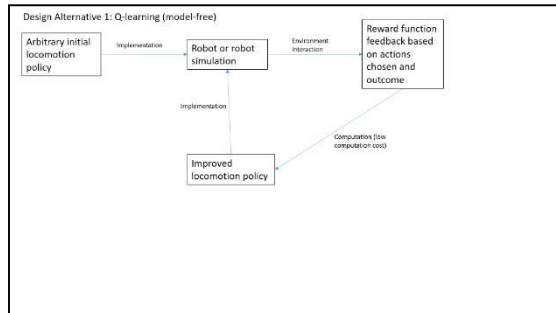 Design Alternative 1: Q-learning (model-free)
Arbitrary initial
locomotion
policy
Implementation
Robot or robot
simulation
Environment
Interaction
Reward function
feedback based
on actions
chosen and
outcome
Implementation
Computation (low
computation cost)
Improved
locomotion policy